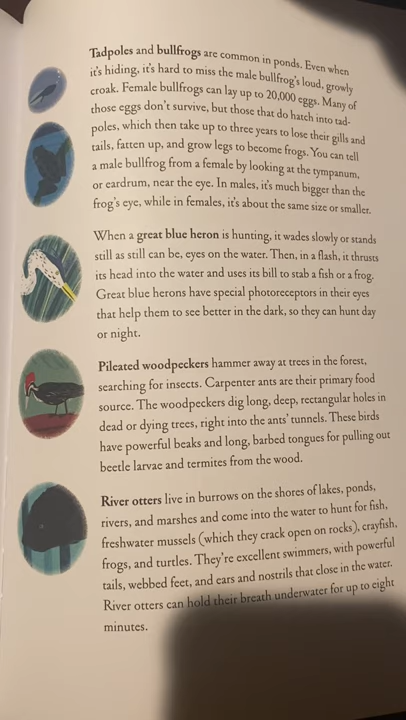 Tadpoles and bullfrogs are common in ponds. Even when
it's hiding, it's hard to miss the male bullfrog's loud, growly
croak. Female bullfrogs can lay up to 20,000 eggs. Many of
those eggs don't survive, but those that do hatch into tad-
poles, which then take up to three years to lose their gills and
tails, fatten up, and grow legs to become frogs. You can tell
a male bullfrog from a female by looking at the tympanum,
or eardrum, near the eye. In males, it's much bigger than the
frog's eye, while in females, it's about the same size or smaller.
When a great blue heron is hunting, it wades slowly or stands
still as still can be, eyes on the water. Then, in a flash, it thrusts
its head into the water and uses its bill to stab a fish or a frog.
Great blue herons have special photoreceptors in their eyes
that help them to see better in the dark, so they can hunt day
or night.
Pileated woodpeckers hammer away at trees in the forest,
searching for insects. Carpenter ants are their primary food
source. The woodpeckers dig long, deep, rectangular holes in
dead or dying trees, right into the ants' tunnels. These birds
have powerful beaks and long, barbed tongues for pulling out
beetle larvae and termites from the wood.
River otters live in burrows on the shores of lakes, ponds,
rivers, and marshes and come into the water to hunt for fish,
freshwater mussels (which they crack open on rocks), crayfish,
frogs, and turtles. They're excellent swimmers, with powerful
tails, webbed feet, and ears and nostrils that close in the water.
River otters can hold their breath underwater for up to eight
minutes.